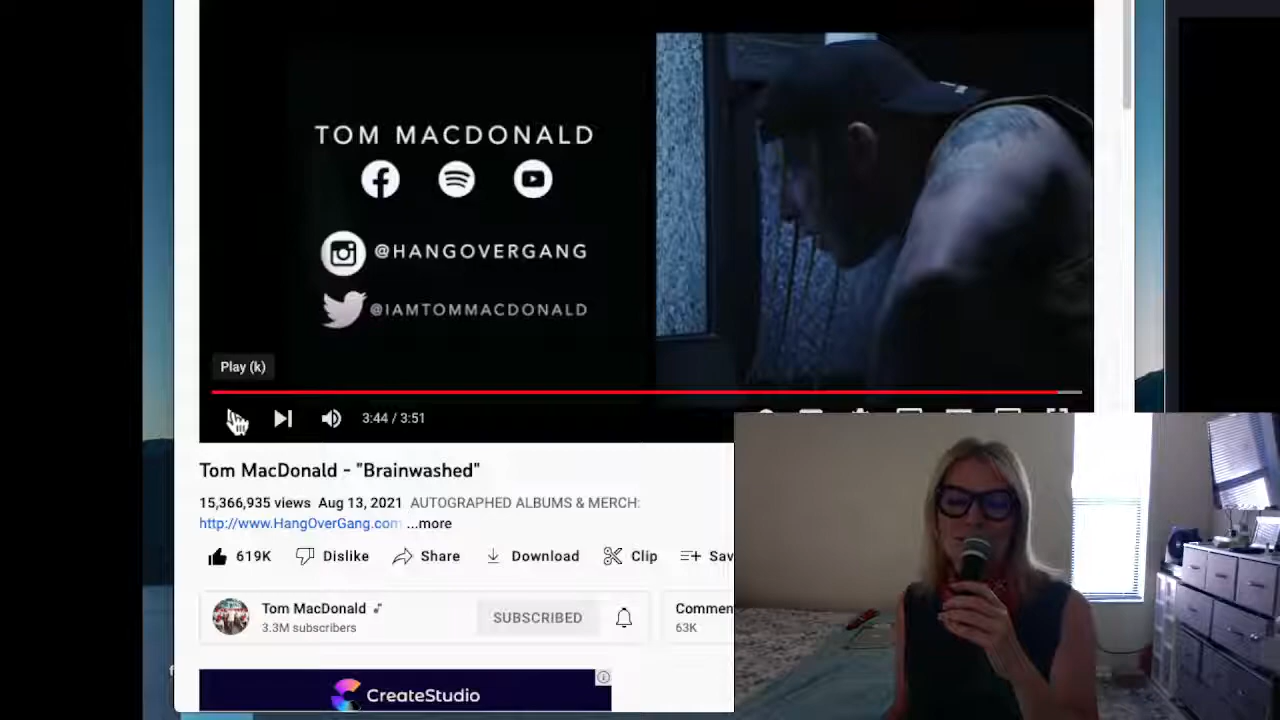 TOM MACDONALD
@HANGOVERGANG
@IAMTOMMACDONALD
Play (k)
3:44 / 3:51
Tom MacDonald - "Brainwashed"
15,366,935 views Aug 13, 2021 AUTOGRAPHED ALBUMS & MERCH:
http://www.HangOverGang.com ...more
619K Dislike Share Download Clip Sav
Tom MacDonald
3.3M subscribers
SUBSCRIBED
Commen
63K
CreateStudio